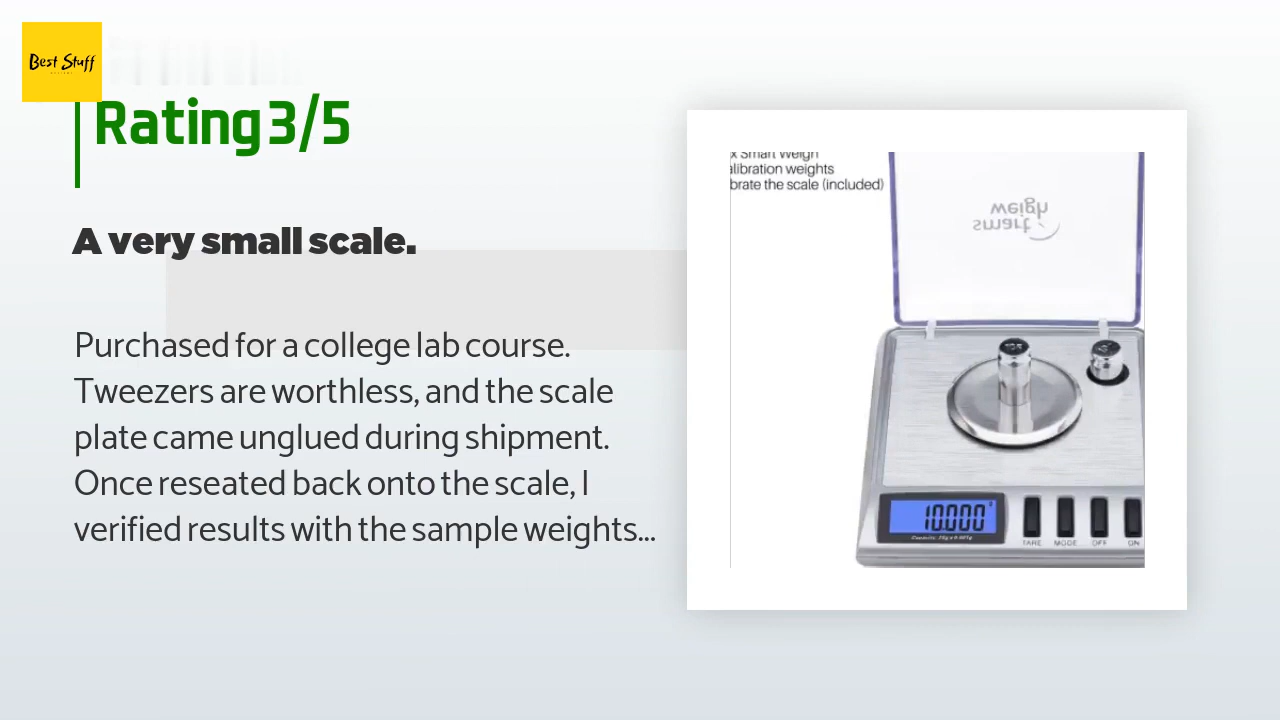 Best Stuff
Rating 3/5
A very small scale.
Purchased for a college lab course.
Tweezers are worthless, and the scale
plate came unglued during shipment.
Once reseated back onto the scale, I
verified results with the sample weights...
x Smart Weigh
alibration weights
brate the scale (included)
smart weigh
10.000 g
TARE MODE OFF ON